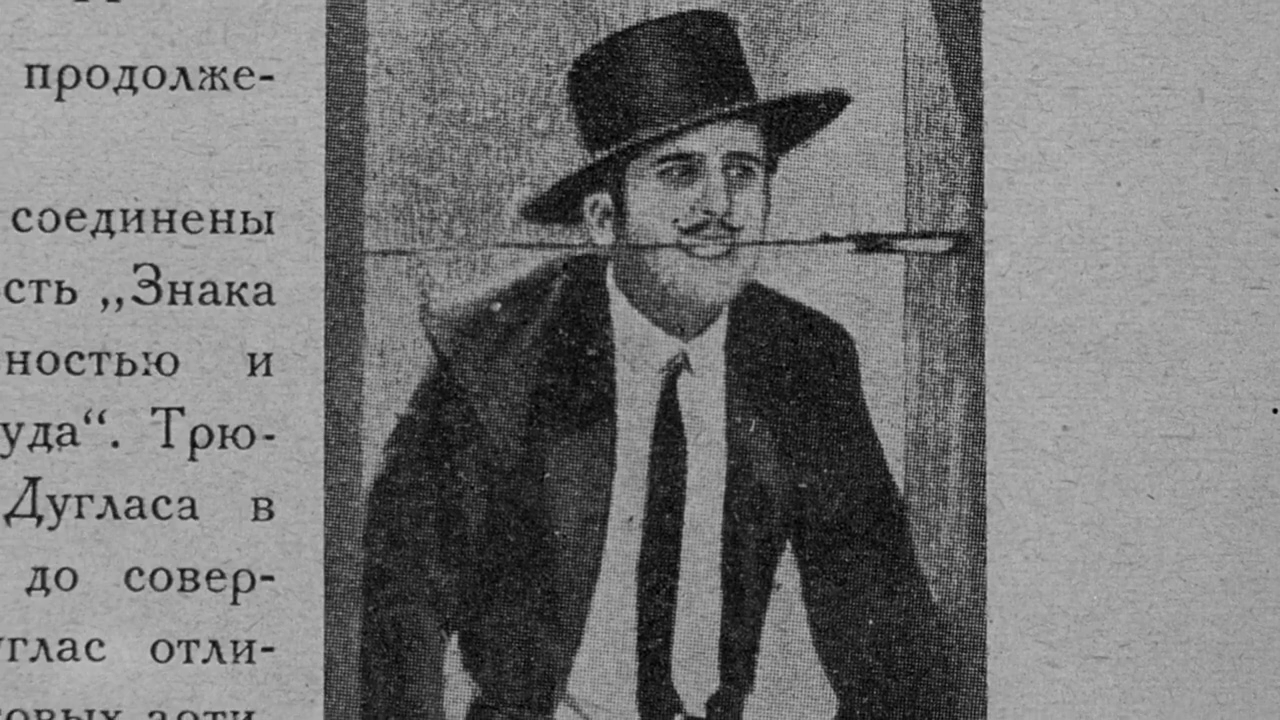 продолже-
соединены
сть „Знака
ностью и
уда“. Трю-
Дугласа в
до совер-
углас отли-